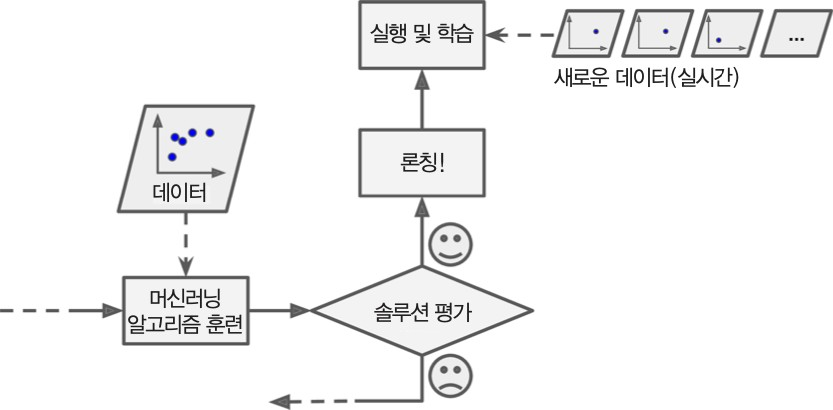 실행 및 학습
...
새로운 데이터(실시간)
론칭!
데이터
머신러닝
알고리즘 훈련
솔루션 평가